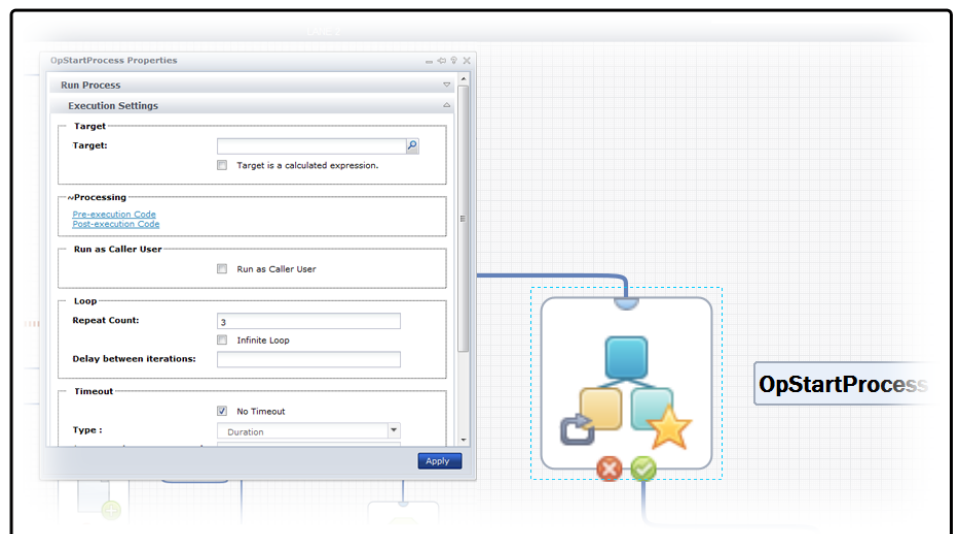 OpStartProcess Properties
Run Process
Execution Settings
Target
Target:
Target is a calculated expression.
~Processing
Pre-execution Code
Post-execution Code
Run as Caller User
Run as Caller User
Loop
Repeat Count:
3
Infinite Loop
Delay between iterations:
Timeout
No Timeout
Type :
Duration
Apply
OpStartProcess